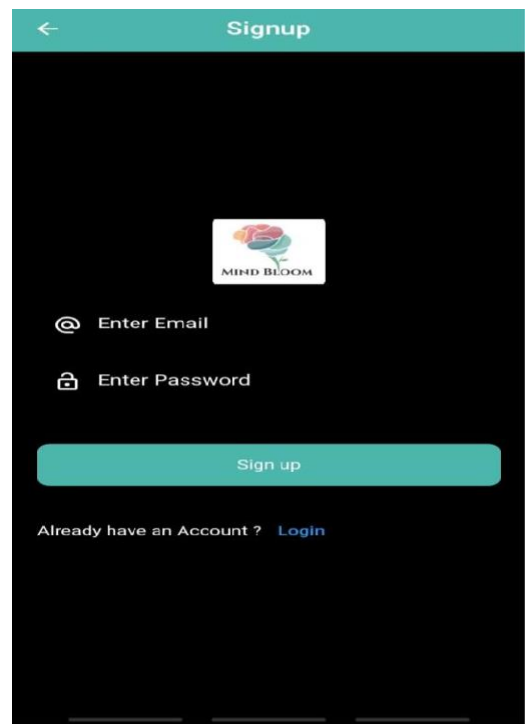 Signup
MIND BLOOM
Enter Email
Enter Password
Sign up
Already have an Account ? Login